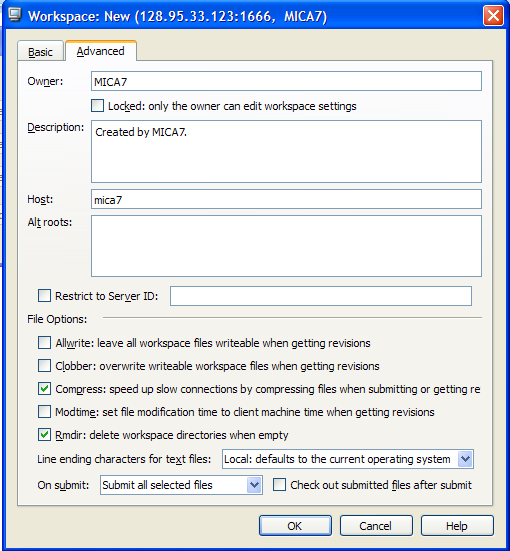 Workspace: New (128.95.33.123:1666, MICA7)
Basic Advanced
Owner: MICA7
Locked: only the owner can edit workspace settings
Description: Created by MICA7.
Host: mica7
Alt roots:
Restrict to Server ID:
File Options:
Allwrite: leave all workspace files writeable when getting revisions
Clobber: overwrite writeable workspace files when getting revisions
Compress: speed up slow connections by compressing files when submitting or getting re
Modtime: set file modification time to client machine time when getting revisions
Rmdir: delete workspace directories when empty
Line ending characters for text files: Local: defaults to the current operating system
On submit: Submit all selected files Check out submitted files after submit
OK Cancel Help